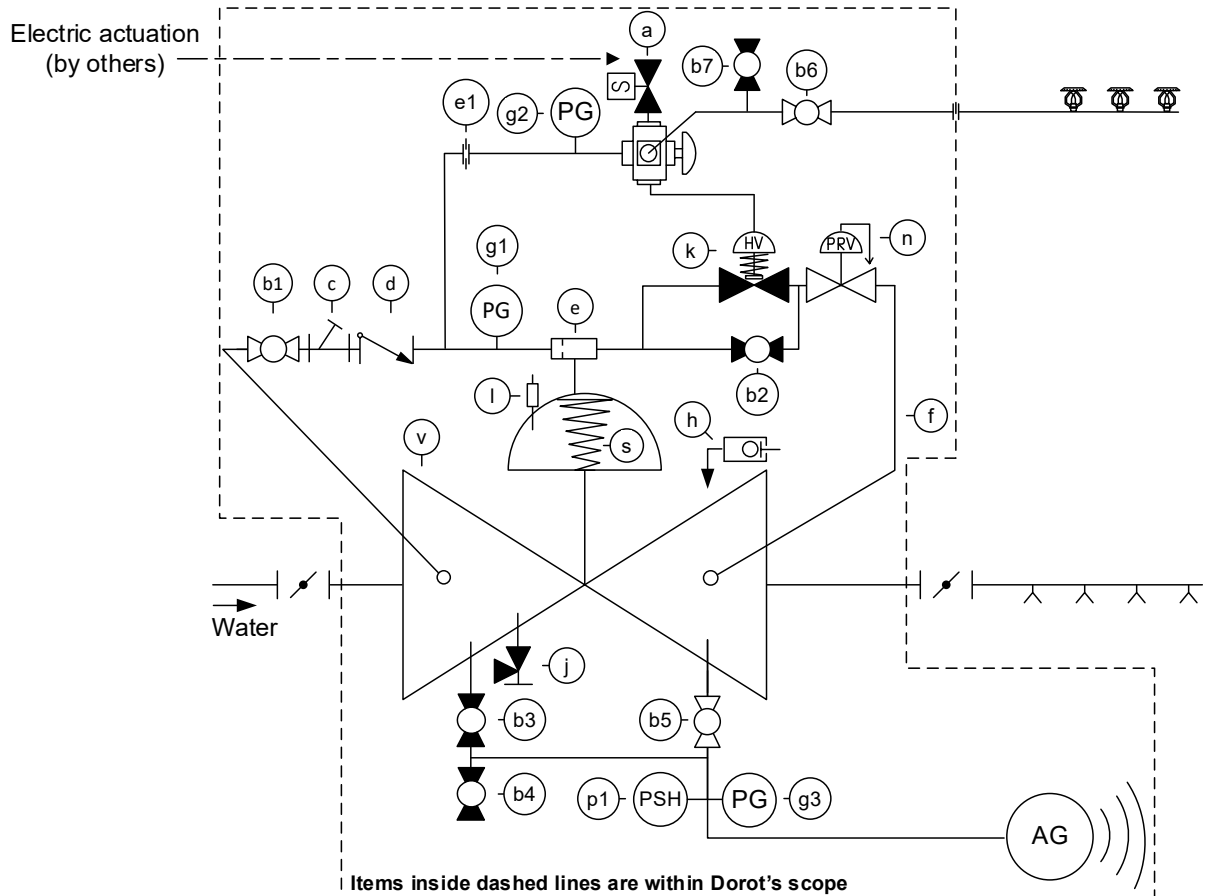 Electric actuation
(by others)
a
b7
b6
e1
g2
PG
S
g1
k
HV
PRV
n
b1
c
d
PG
e
b2
l
h
f
v
s
Water
j
b3
b5
b4
p1
PSH
PG
g3
AG
Items inside dashed lines are within Dorot's scope